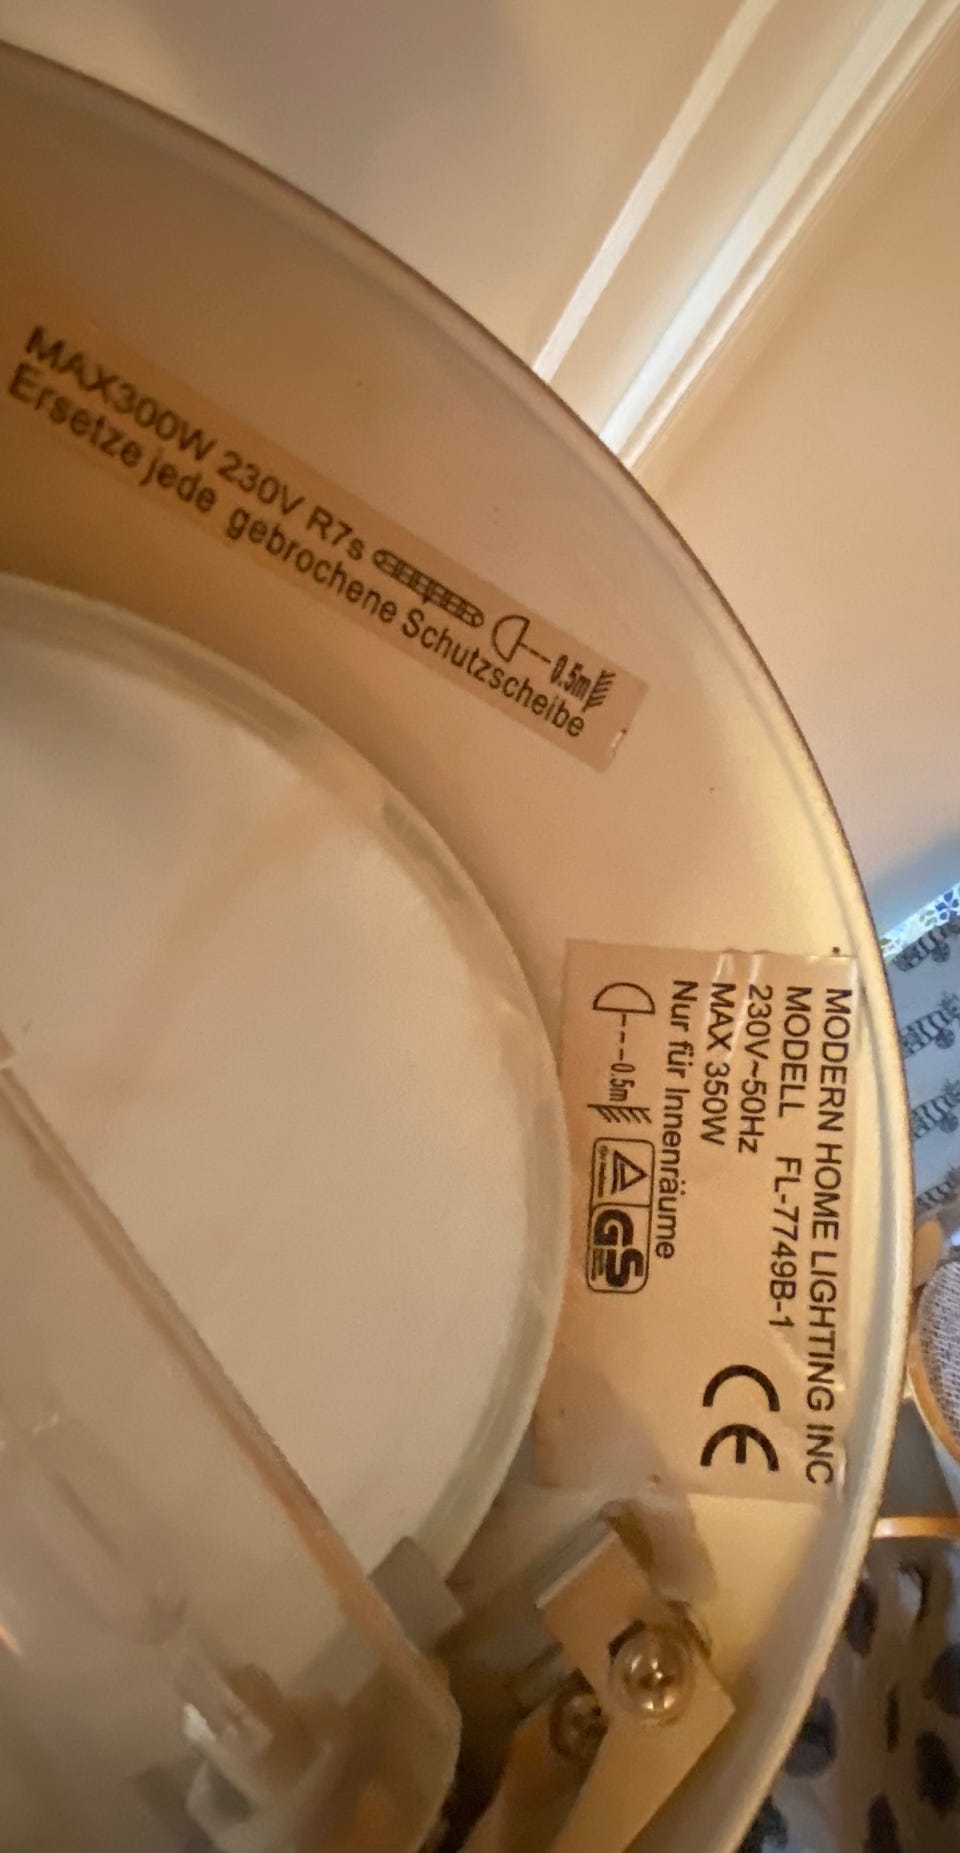 MAX300W 230V R7s 0.5m
Ersetze jede gebrochene Schutzscheibe
MODERN HOME LIGHTING INC
MODELL FL-7749B-1
230V~50Hz
MAX 350W
CE
Nur für Innenräume
0.5m GS